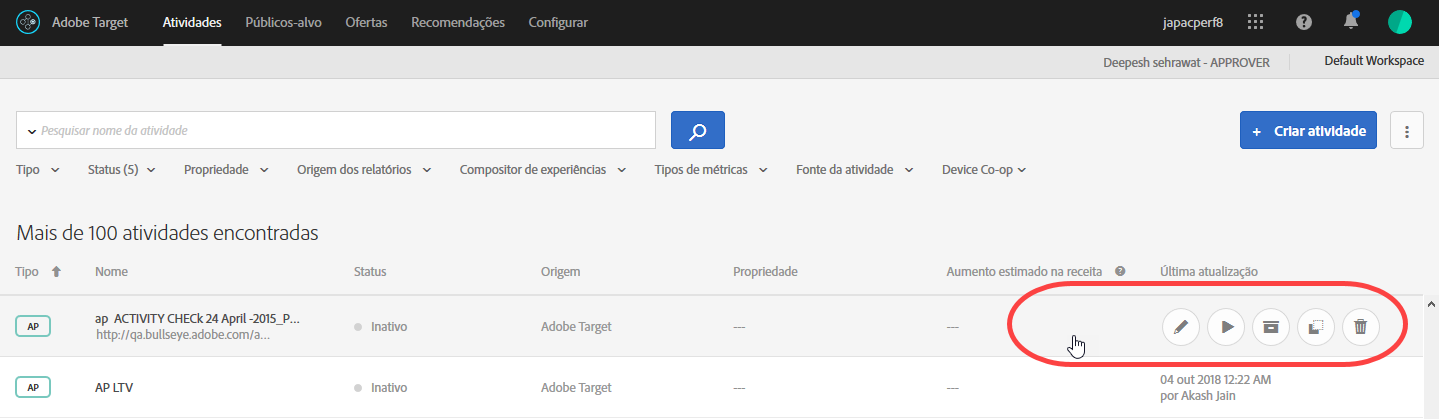 Adobe Target Atividades Públicos-alvo Ofertas Recomendações Configurar japacperf8
Deepesh sehrawat - APPROVER Default Workspace
Pesquisar nome da atividade + Criar atividade
Tipo Status (5) Propriedade Origem dos relatórios Compositor de experiências Tipos de métricas Fonte da atividade Device Co-op
Mais de 100 atividades encontradas
Tipo Nome Status Origem Propriedade Aumento estimado na receita Última atualização
AP ap ACTIVITY CHECk 24 April -2015_P... Inativo Adobe Target --- ---
http://qa.bullseye.adobe.com/a...
AP AP LTV Inativo Adobe Target --- --- 04 out 2018 12:22 AM
por Akash Jain